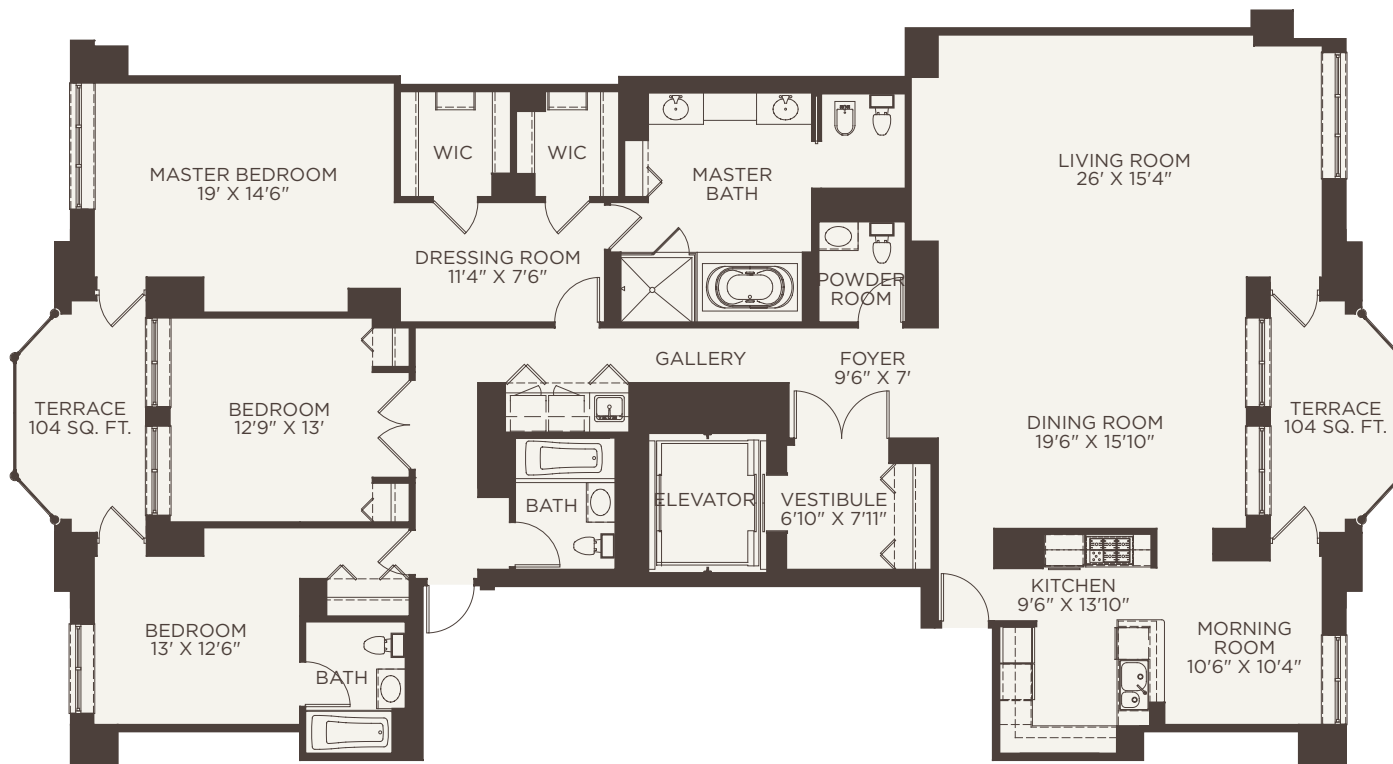 MASTER BEDROOM
19' X 14'6"
WIC
WIC
MASTER
BATH
LIVING ROOM
26' X 15'4"
DRESSING ROOM
11'4" X 7'6"
POWDER
ROOM
GALLERY
FOYER
9'6" X 7'
TERRACE
104 SQ. FT.
BEDROOM
12'9" X 13'
DINING ROOM
19'6" X 15'10"
TERRACE
104 SQ. FT.
BATH
ELEVATOR
VESTIBULE
6'10" X 7'11"
KITCHEN
9'6" X 13'10"
BEDROOM
13' X 12'6"
BATH
MORNING
ROOM
10'6" X 10'4"